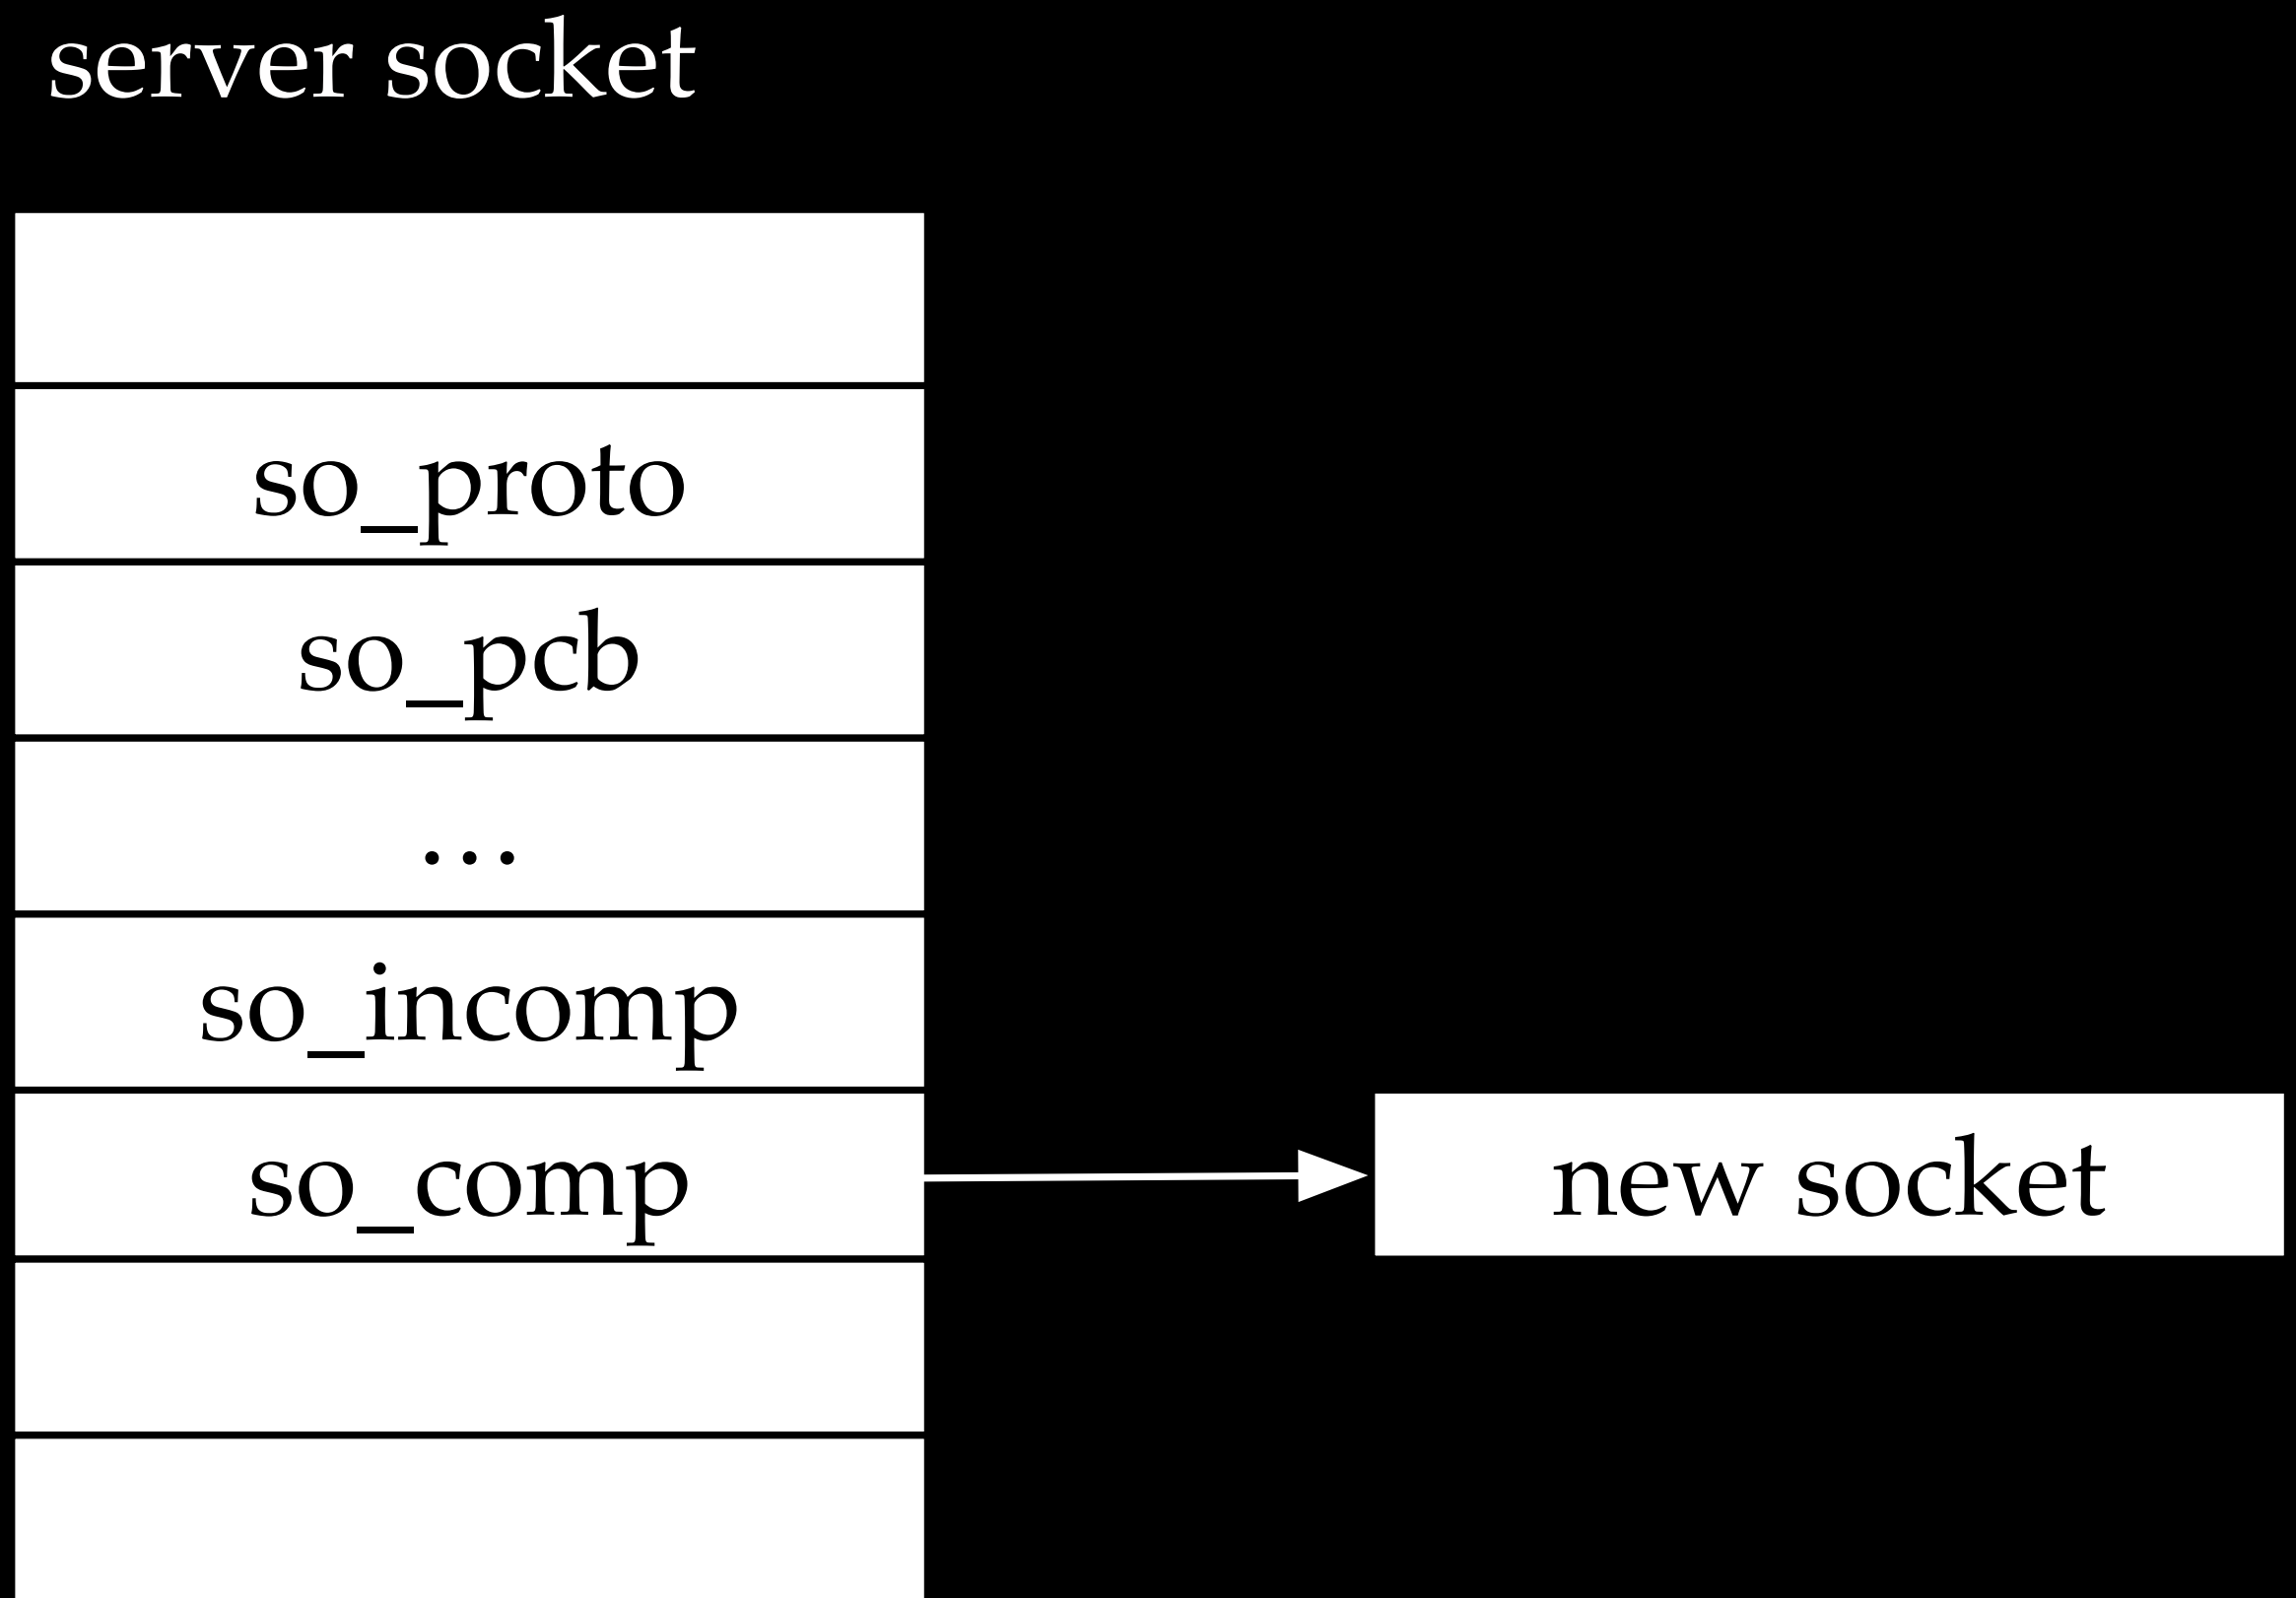 server socket
so_proto
so_pcb
...
so_incomp
so_comp
new socket